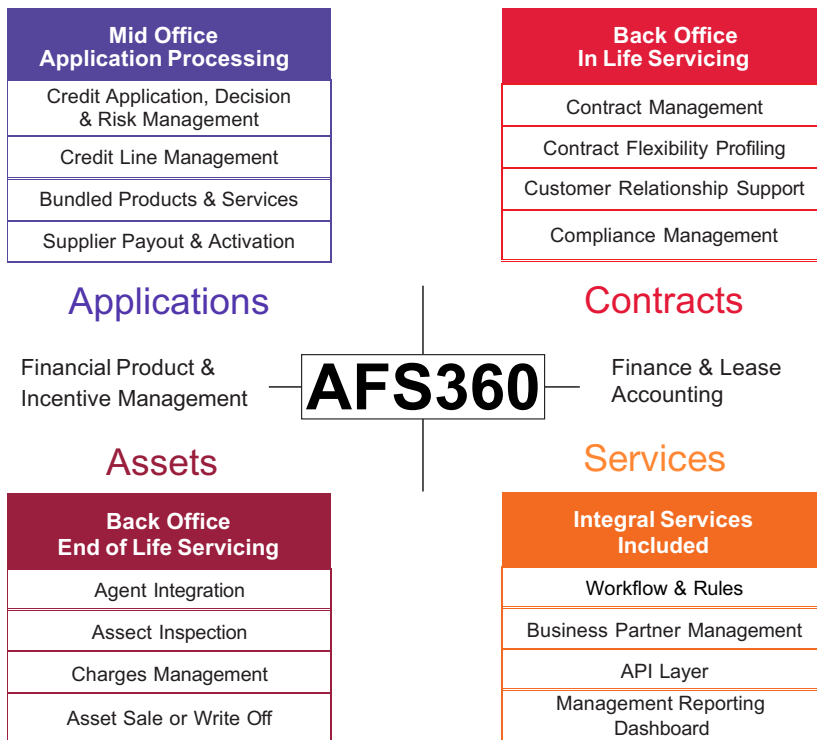 Mid Office
Application Processing
Credit Application, Decision
& Risk Management
Credit Line Management
Bundled Products & Services
Supplier Payout & Activation
Back Office
In Life Servicing
Contract Management
Contract Flexibility Profiling
Customer Relationship Support
Compliance Management
Applications
Contracts
Financial Product &
Incentive Management
AFS360
Finance & Lease
Accounting
Assets
Services
Back Office
End of Life Servicing
Agent Integration
Assect Inspection
Charges Management
Asset Sale or Write Off
Integral Services
Included
Workflow & Rules
Business Partner Management
API Layer
Management Reporting
Dashboard